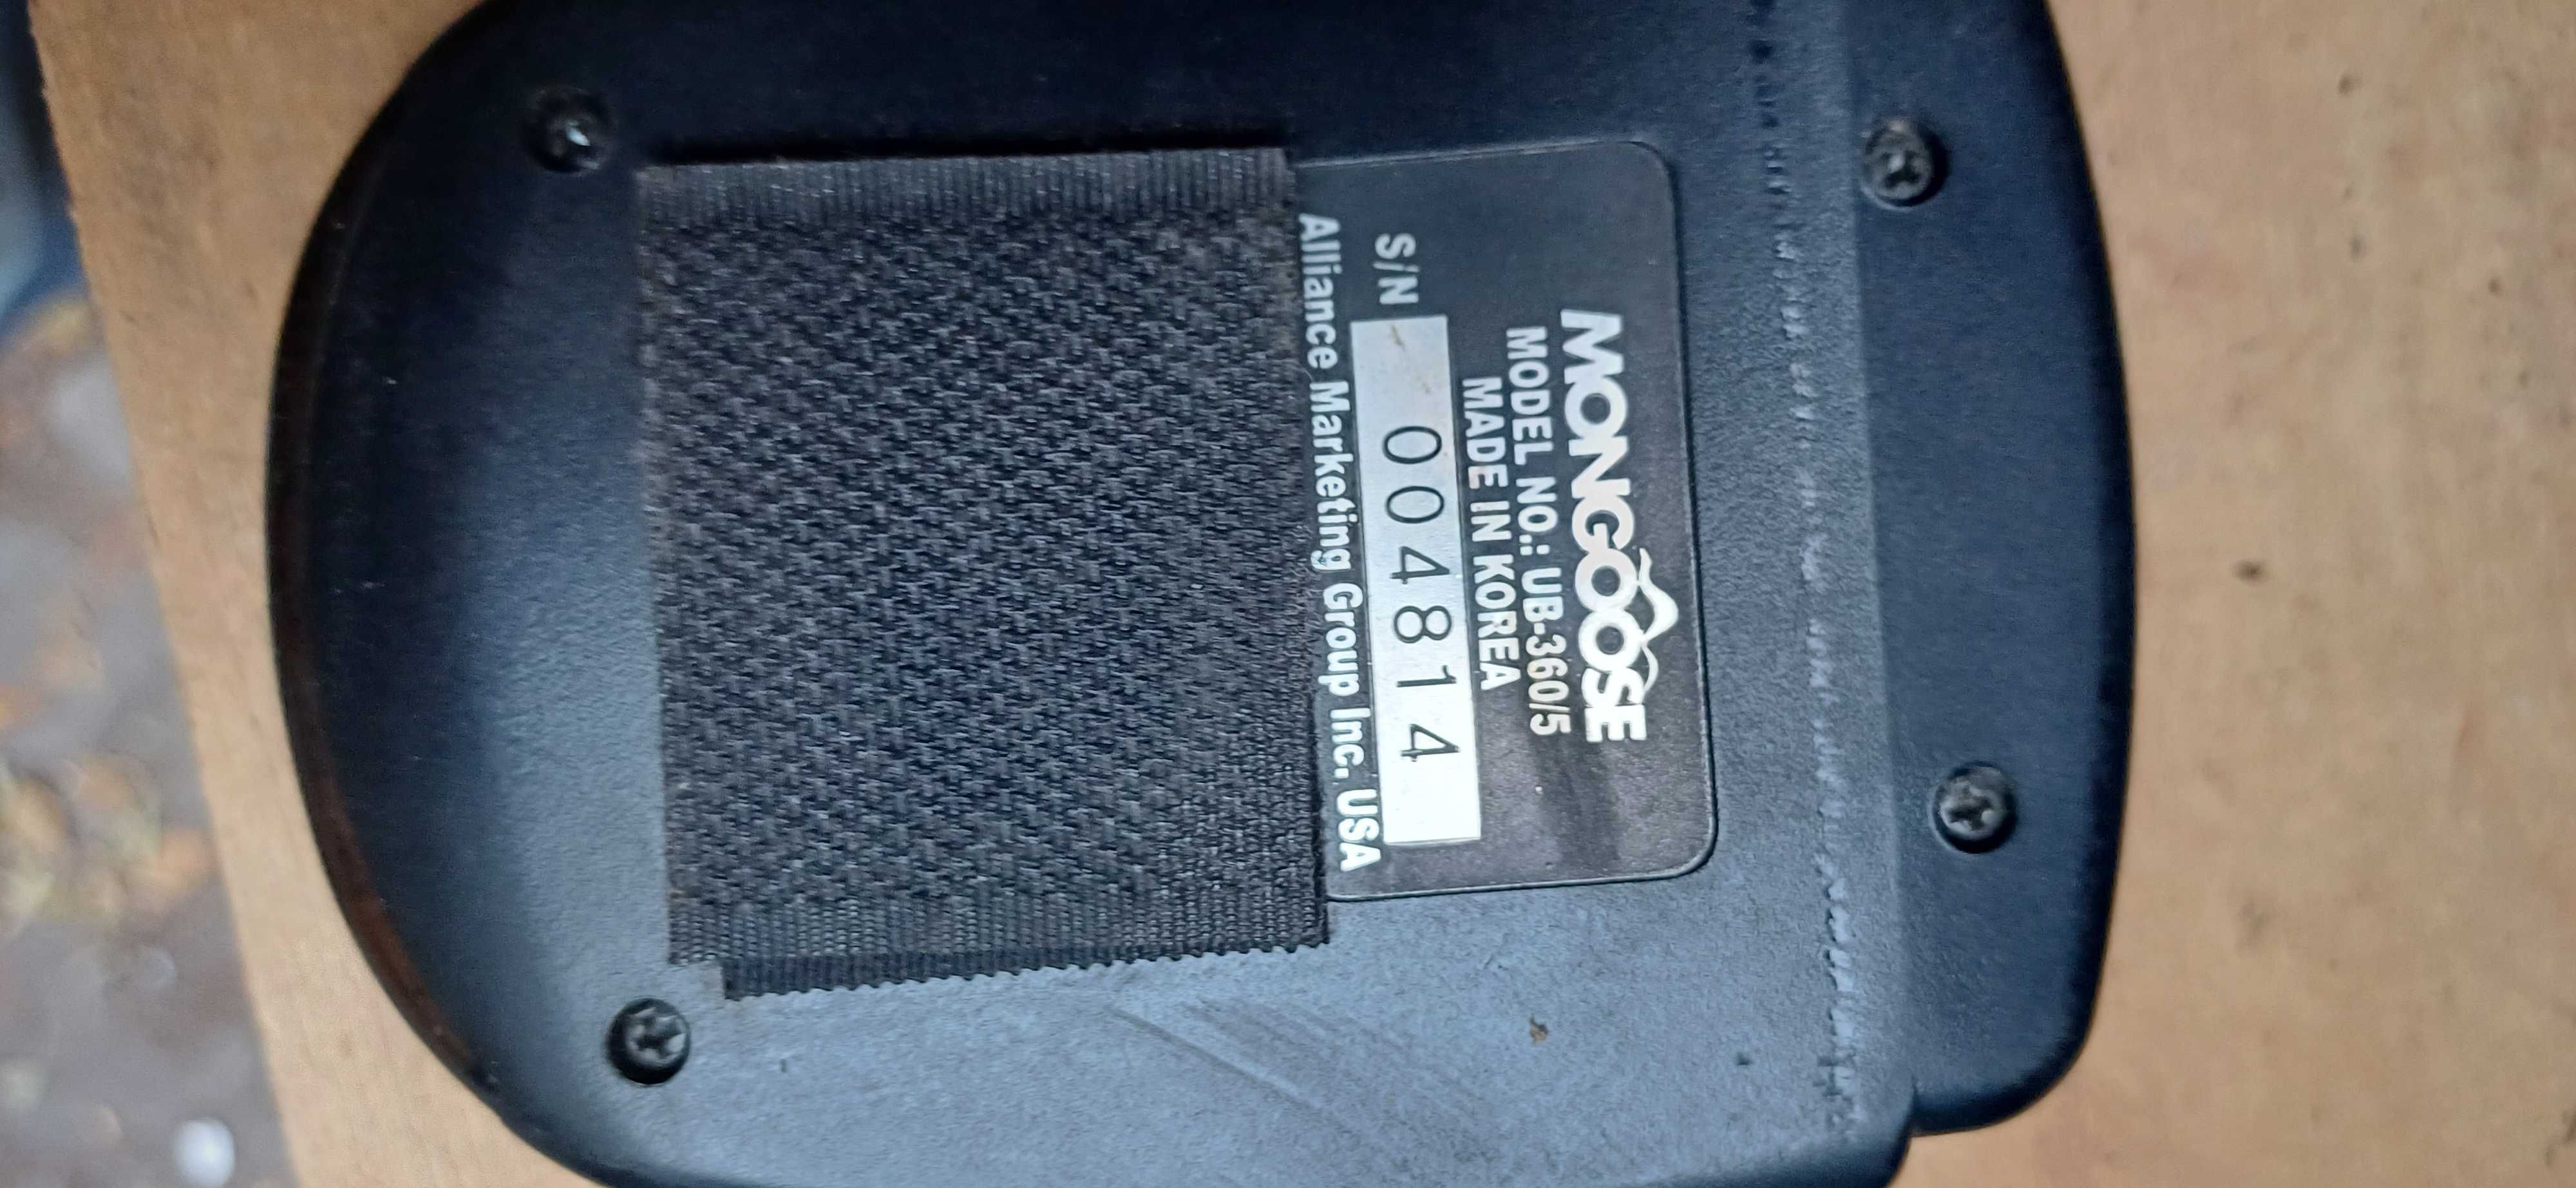 MONGOOSE
MODEL NO.: UB-360/5
MADE IN KOREA
S/N 004814
Alliance Marketing Group Inc. USA